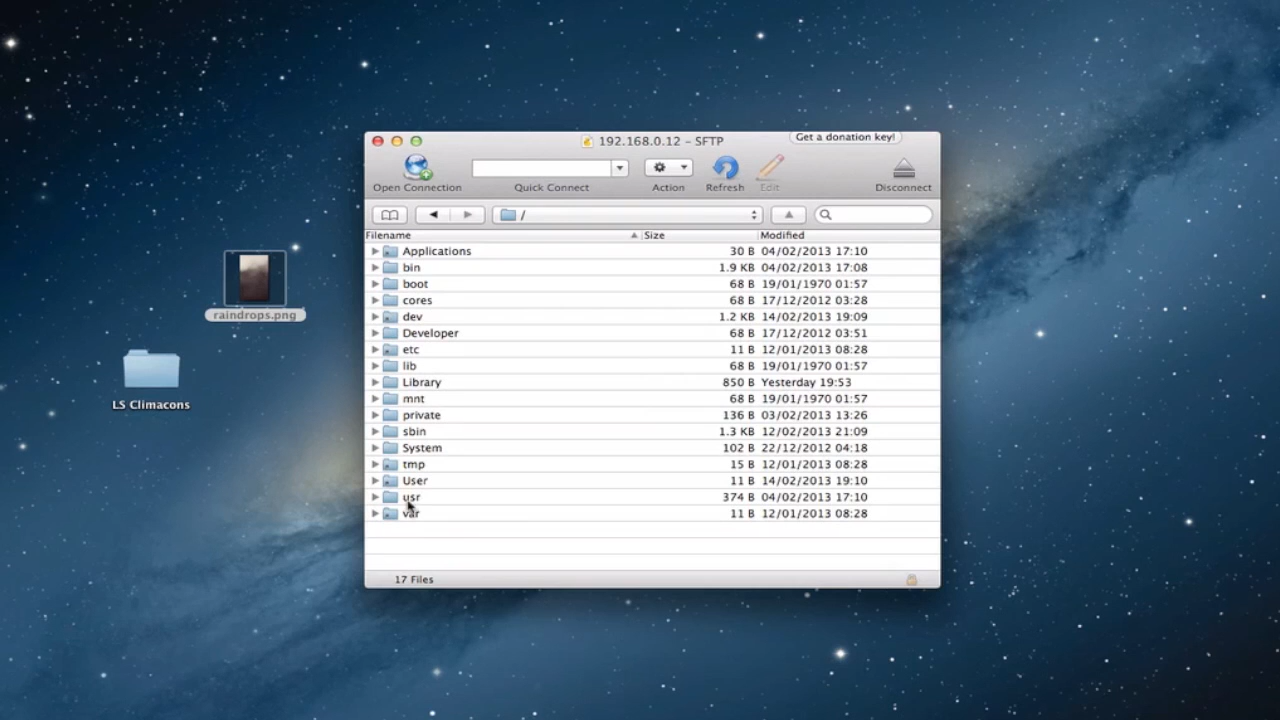 192.168.0.12 – SFTP
Get a donation key!
Open Connection
Quick Connect
Action
Refresh
Edit
Disconnect
/
Filename Size Modified
Applications 30 B 04/02/2013 17:10
bin 1.9 KB 04/02/2013 17:08
boot 68 B 19/01/1970 01:57
cores 68 B 17/12/2012 03:28
dev 1.2 KB 14/02/2013 19:09
Developer 68 B 17/12/2012 03:51
etc 11 B 12/01/2013 08:28
lib 68 B 19/01/1970 01:57
Library 850 B Yesterday 19:53
mnt 68 B 19/01/1970 01:57
private 136 B 03/02/2013 13:26
sbin 1.3 KB 12/02/2013 21:09
System 102 B 22/12/2012 04:18
tmp 15 B 12/01/2013 08:28
User 11 B 14/02/2013 19:10
usr 374 B 04/02/2013 17:10
var 11 B 12/01/2013 08:28
17 Files
raindrops.png
LS Climacons